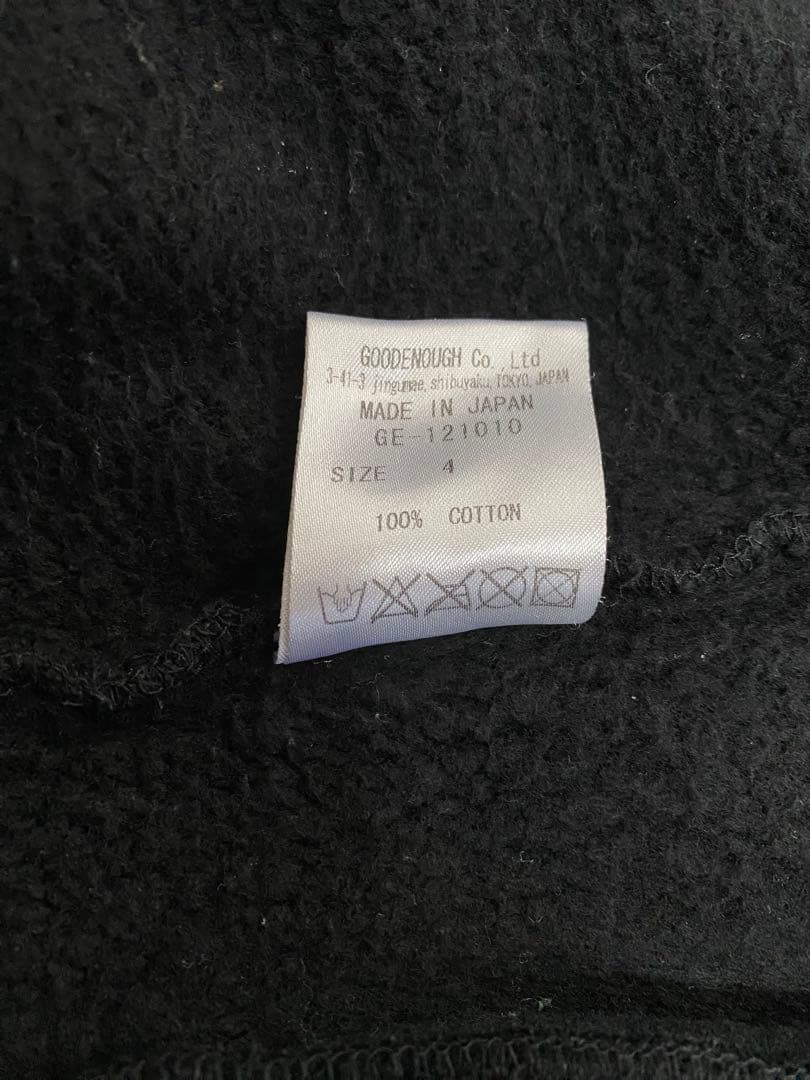 GOODENOUGH Co., Ltd
3-41-3 jingumae, shibuyaku, TOKYO, JAPAN
MADE IN JAPAN
GE-121010
SIZE 4
100% COTTON